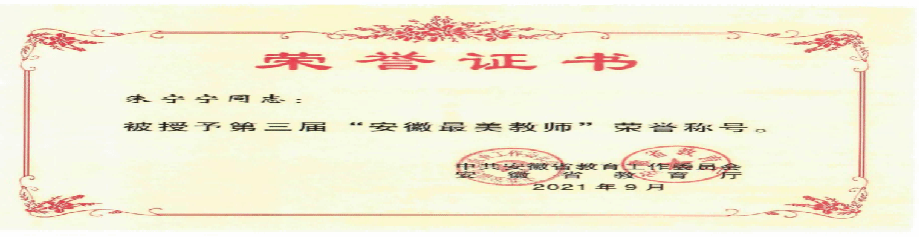 荣誉证书
朱宁宁同志：
被授予第三届“安徽最美教师”荣誉称号。
中共安徽省教育工作委员会
安徽省教育厅
2021年9月